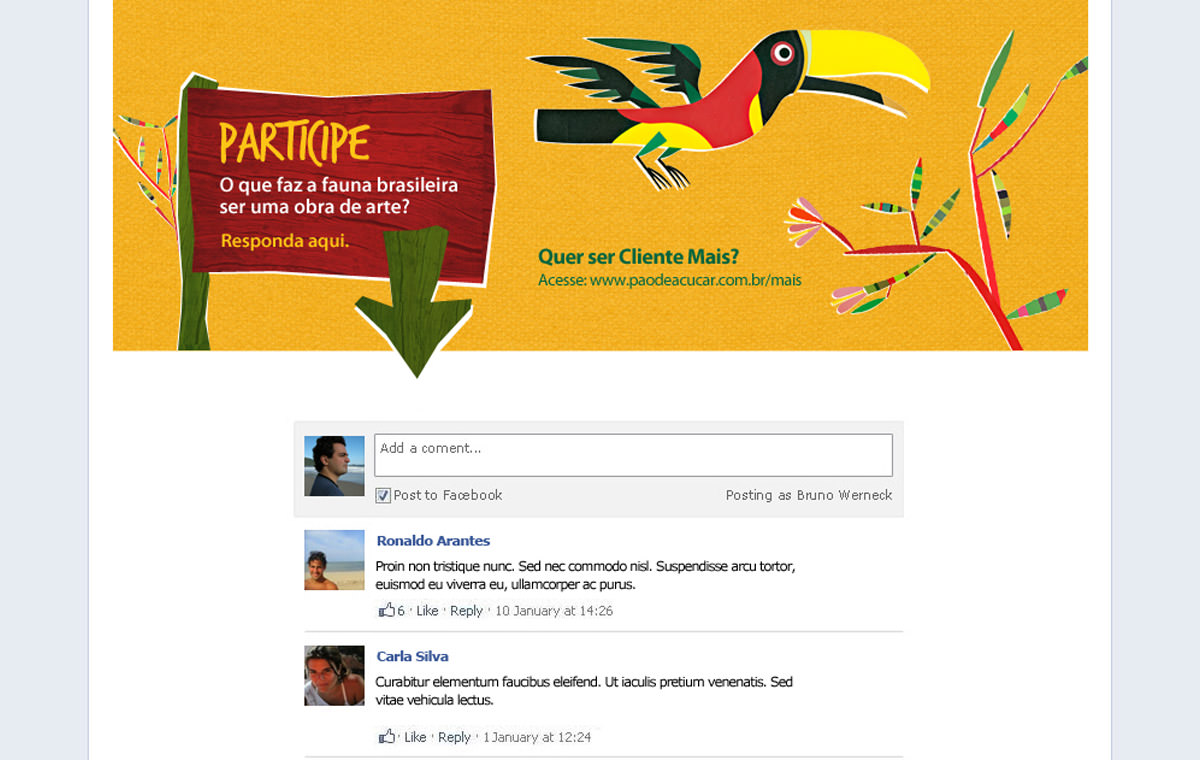 PARTICIPE
O que faz a fauna brasileira
ser uma obra de arte?
Responda aqui.
Quer ser Cliente Mais?
Acesse: www.paodeacucar.com.br/mais
Add a coment...
Post to Facebook
Posting as Bruno Werneck
Ronaldo Arantes
Proin non tristique nunc. Sed nec commodo nisl. Suspendisse arcu tortor,
euismod eu viverra eu, ullamcorper ac purus.
6 · Like · Reply · 10 January at 14:26
Carla Silva
Curabitur elementum faucibus eleifend. Ut iaculis pretium venenatis. Sed
vitae vehicula lectus.
· Like · Reply · 1 January at 12:24